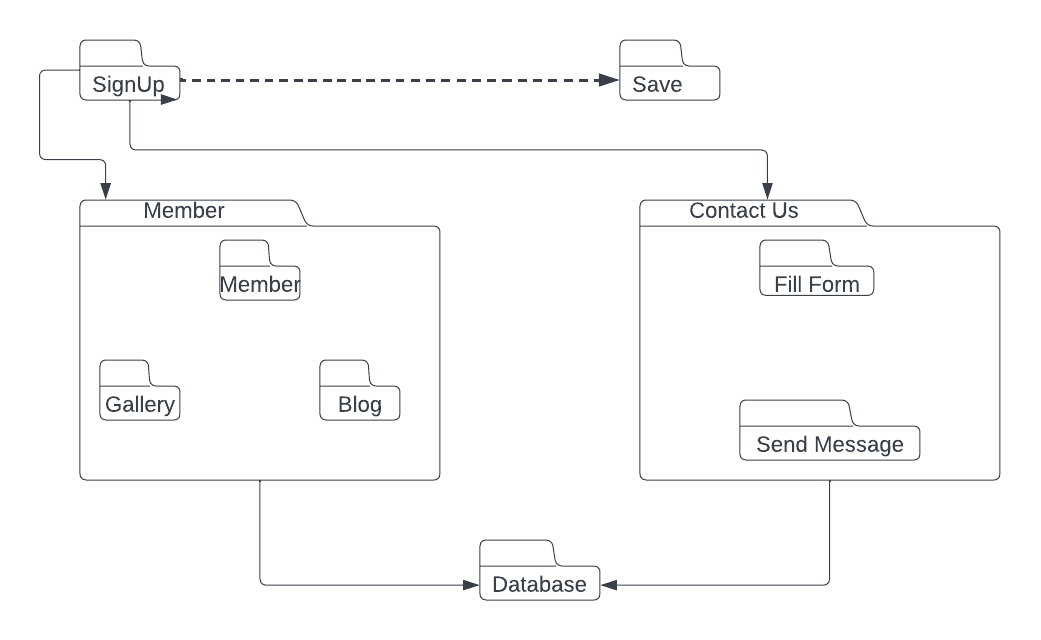 SignUp
Save
Member
Contact Us
Member
Fill Form
Gallery
Blog
Send Message
Database